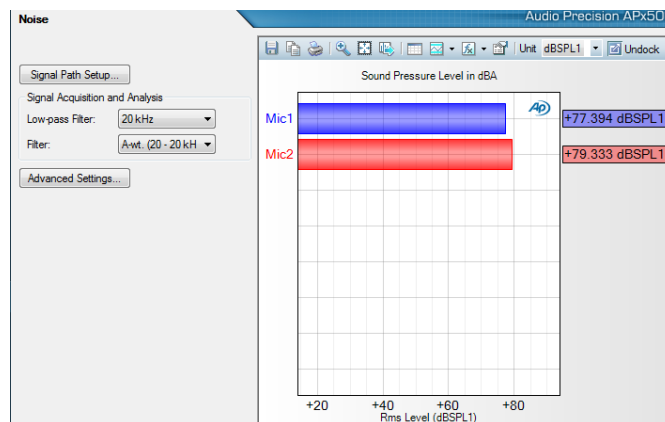 Noise
Audio Precision APx50
Signal Path Setup...
Signal Acquisition and Analysis
Low-pass Filter: 20 kHz
Filter: A-wt. (20 - 20 kH
Advanced Settings...
Unit dBSPL1 Undock
Sound Pressure Level in dBA
Mic1 +77.394 dBSPL1
Mic2 +79.333 dBSPL1
+20 +40 +60 +80
Rms Level (dBSPL1)